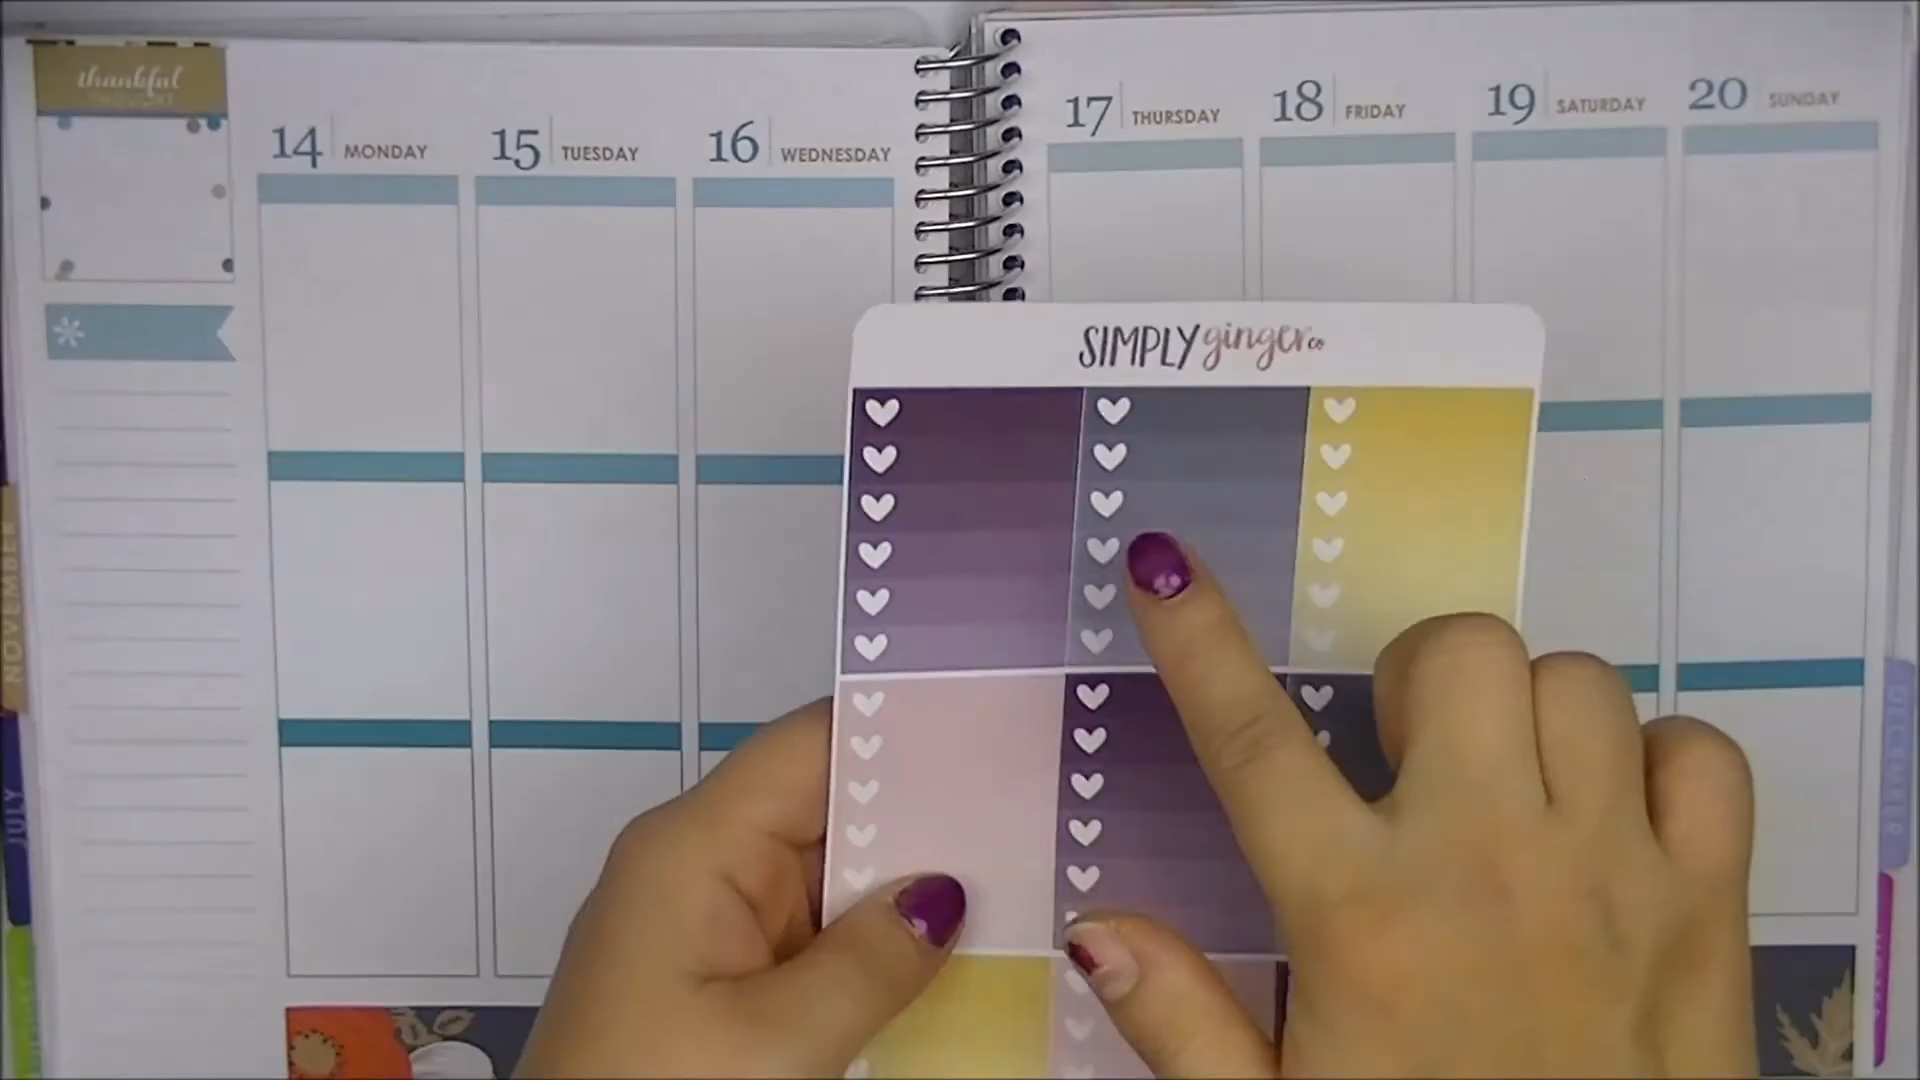 thankful
14 MONDAY
15 TUESDAY
16 WEDNESDAY
17 THURSDAY
18 FRIDAY
19 SATURDAY
20 SUNDAY
SIMPLY ginger co
NOVEMBER
JULY
DECEMBER